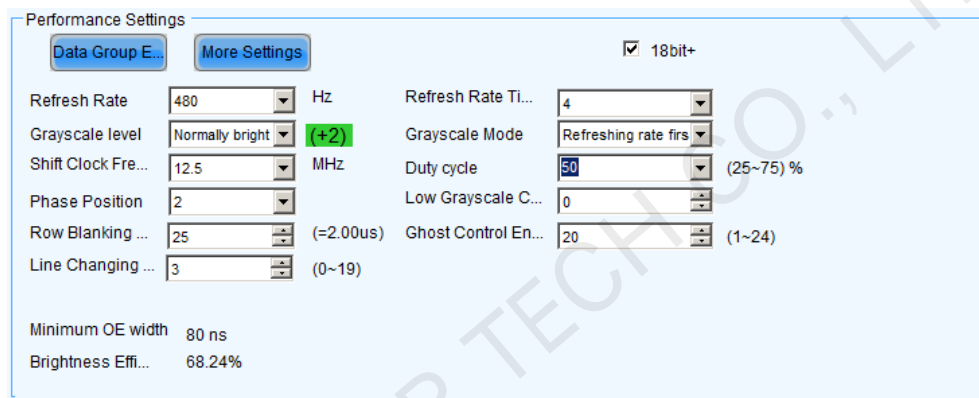 Performance Settings
Data Group E... More Settings 18bit+
Refresh Rate 480 Hz Refresh Rate Ti... 4
Grayscale level Normally bright (+2) Grayscale Mode Refreshing rate firs
Shift Clock Fre... 12.5 MHz Duty cycle 50 (25~75) %
Phase Position 2 Low Grayscale C... 0
Row Blanking ... 25 (=2.00us) Ghost Control En... 20 (1~24)
Line Changing ... 3 (0~19)
Minimum OE width 80 ns
Brightness Effi... 68.24%
TECH CO., L